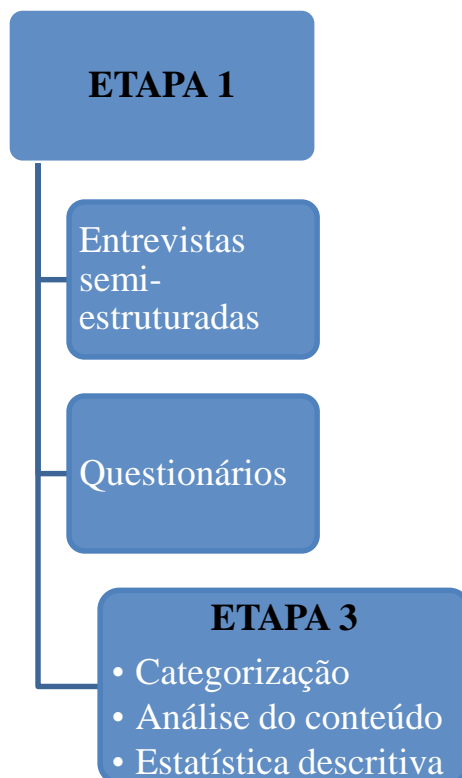 ETAPA 1
Entrevistas
semi-
estruturadas
Questionários
ETAPA 3
• Categorização
• Análise do conteúdo
• Estatística descritiva